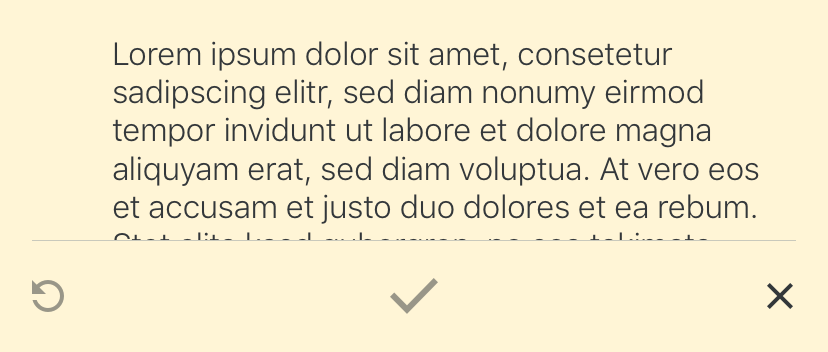 Lorem ipsum dolor sit amet, consetetur
sadipscing elitr, sed diam nonumy eirmod
tempor invidunt ut labore et dolore magna
aliquyam erat, sed diam voluptua. At vero eos
et accusam et justo duo dolores et ea rebum.